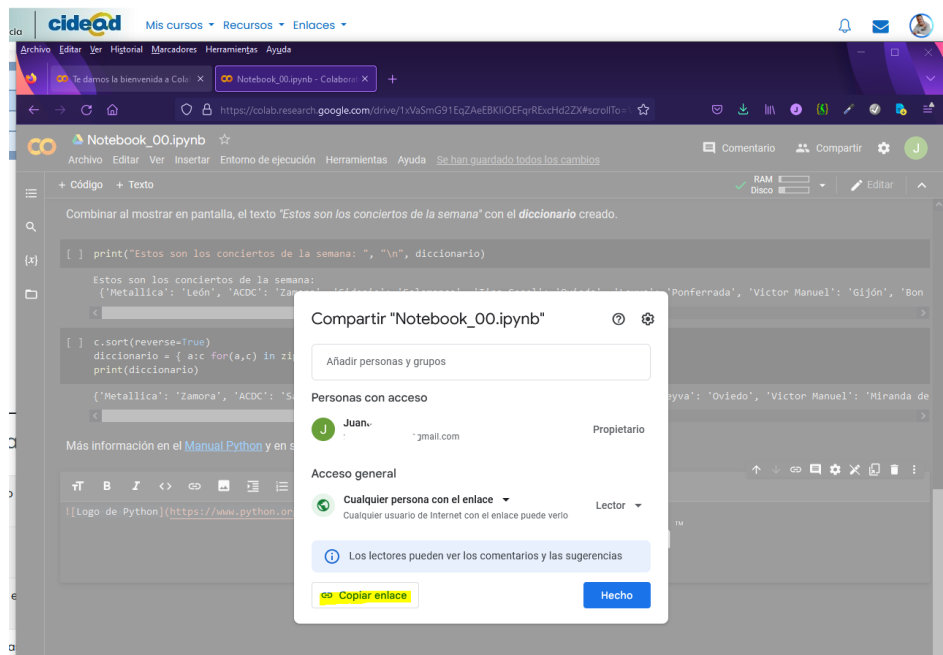 cia
cidead Mis cursos Recursos Enlaces
Archivo Editar Ver Historial Marcadores Herramientas Ayuda
Te damos la bienvenida a Colal × Notebook_00.ipynb - Colaborat × +
https://colab.research.google.com/drive/1xVaSmG91EqZAeEBKliOEFqrRExcHd2ZX#scrollTo=
Notebook_00.ipynb
Archivo Editar Ver Insertar Entorno de ejecución Herramientas Ayuda Se han guardado todos los cambios
Comentario Compartir J
+ Código + Texto
RAM
Disco
Editar
Combinar al mostrar en pantalla, el texto "Estos son los conciertos de la semana" con el diccionario creado.
[ ] print("Estos son los conciertos de la semana: ", "\n", diccionario)
Estos son los conciertos de la semana:
{'Metallica': 'León', 'ACDC': 'Zamora', 'Ponferrada', 'Victor Manuel': 'Gijón', 'Bon
[ ] c.sort(reverse=True)
diccionario = { a:c for(a,c) in zi
print(diccionario)
{'Metallica': 'Zamora', 'ACDC': 'Sa eyva': 'Oviedo', 'Victor Manuel': 'Miranda de
Más información en el Manual Python y en s
![Logo de Python](https://www.python.or
TM
Compartir "Notebook_00.ipynb"
Añadir personas y grupos
Personas con acceso
J Juan
gmail.com
Propietario
Acceso general
Cualquier persona con el enlace
Cualquier usuario de Internet con el enlace puede verlo
Lector
Los lectores pueden ver los comentarios y las sugerencias
Copiar enlace
Hecho